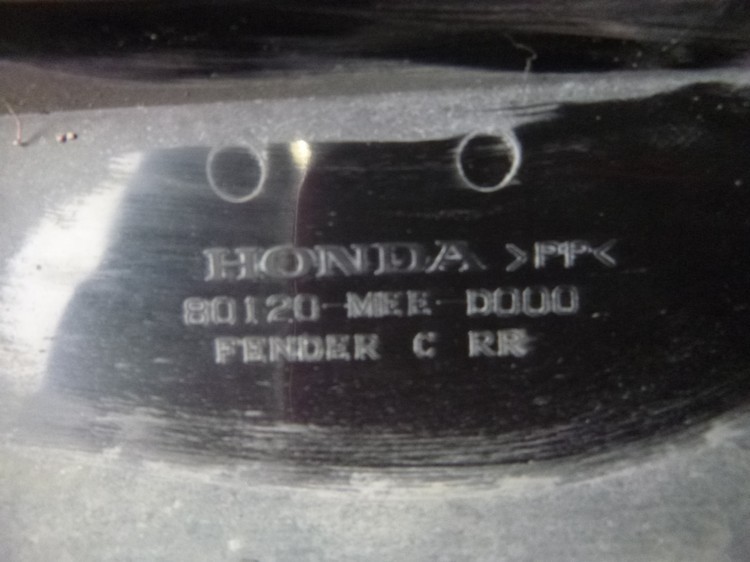 HONDA >PP<
80120-MEE-D000
FENDER C RR